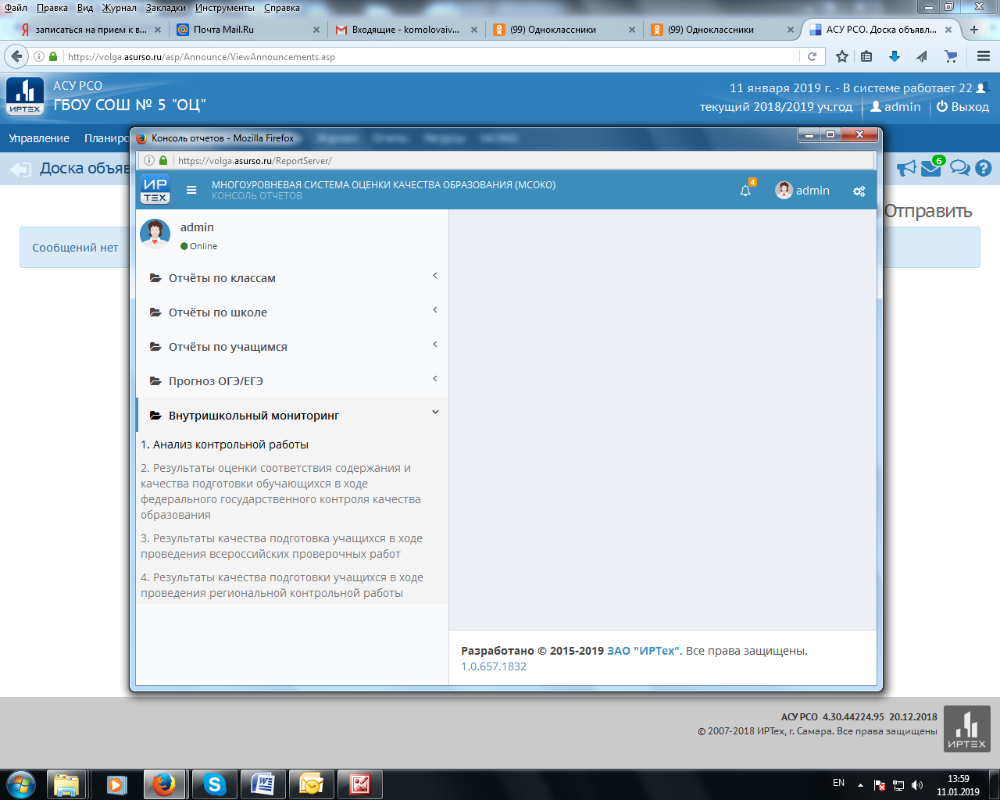 Файл Правка Вид Журнал Закладки Инструменты Справка
записаться на прием к в...
Почта Mail.Ru
Входящие - komolovaiv...
(99) Одноклассники
(99) Одноклассники
АСУ РСО. Доска объявл...
https://volga.asurso.ru/asp/Announce/ViewAnnouncements.asp
АСУ РСО
ГБОУ СОШ № 5 "ОЦ"
11 января 2019 г. - В системе работает 22
текущий 2018/2019 уч.год
admin
Выход
ИРТЕХ
Управление Планиро
Доска объяв
6
Отправить
Сообщений нет
Консоль отчетов - Mozilla Firefox
https://volga.asurso.ru/ReportServer/
ИР
ТЕХ
МНОГОУРОВНЕВАЯ СИСТЕМА ОЦЕНКИ КАЧЕСТВА ОБРАЗОВАНИЯ (МСОКО)
КОНСОЛЬ ОТЧЕТОВ
4
admin
admin
Online
Отчёты по классам
Отчёты по школе
Отчёты по учащимся
Прогноз ОГЭ/ЕГЭ
Внутришкольный мониторинг
1. Анализ контрольной работы
2. Результаты оценки соответствия содержания и
качества подготовки обучающихся в ходе
федерального государственного контроля качества
образования
3. Результаты качества подготовка учащихся в ходе
проведения всероссийских проверочных работ
4. Результаты качества подготовки учащихся в ходе
проведения региональной контрольной работы
Разработано © 2015-2019 ЗАО "ИРТех". Все права защищены.
1.0.657.1832
АСУ РСО 4.30.44224.95 20.12.2018
© 2007-2018 ИРТех, г. Самара. Все права защищены
ИРТЕХ
EN
13:59
11.01.2019